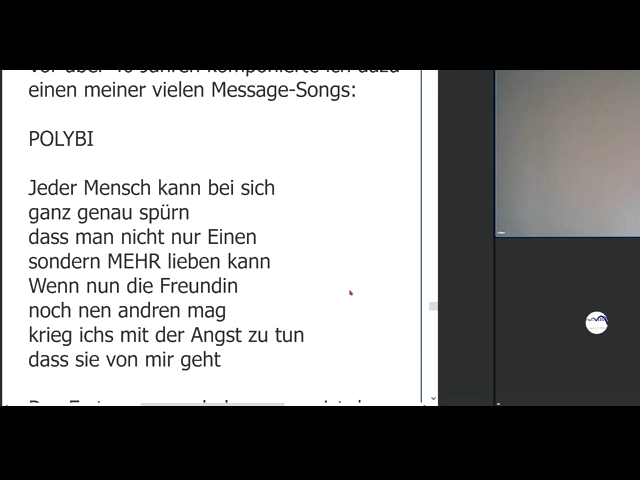 einen meiner vielen Message-Songs:
POLYBI
Jeder Mensch kann bei sich
ganz genau spürn
dass man nicht nur Einen
sondern MEHR lieben kann
Wenn nun die Freundin
noch nen andren mag
krieg ichs mit der Angst zu tun
dass sie von mir geht